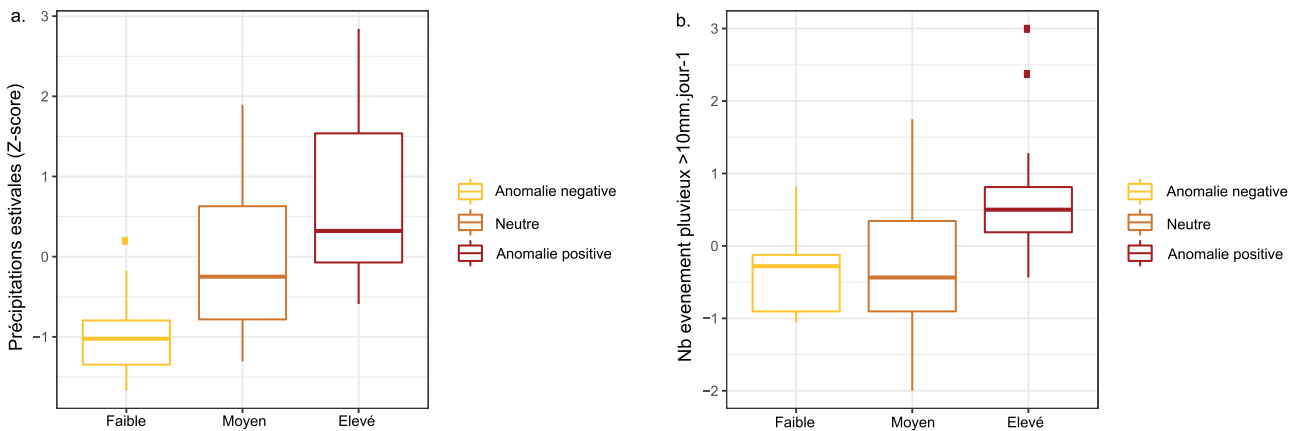 a.
Précipitations estivales (Z-score)
3
2
1
0
−1
Faible
Moyen
Elevé
Anomalie negative
Neutre
Anomalie positive
b.
Nb evenement pluvieux >10mm.jour-1
3
2
1
0
−1
−2
Faible
Moyen
Elevé
Anomalie negative
Neutre
Anomalie positive